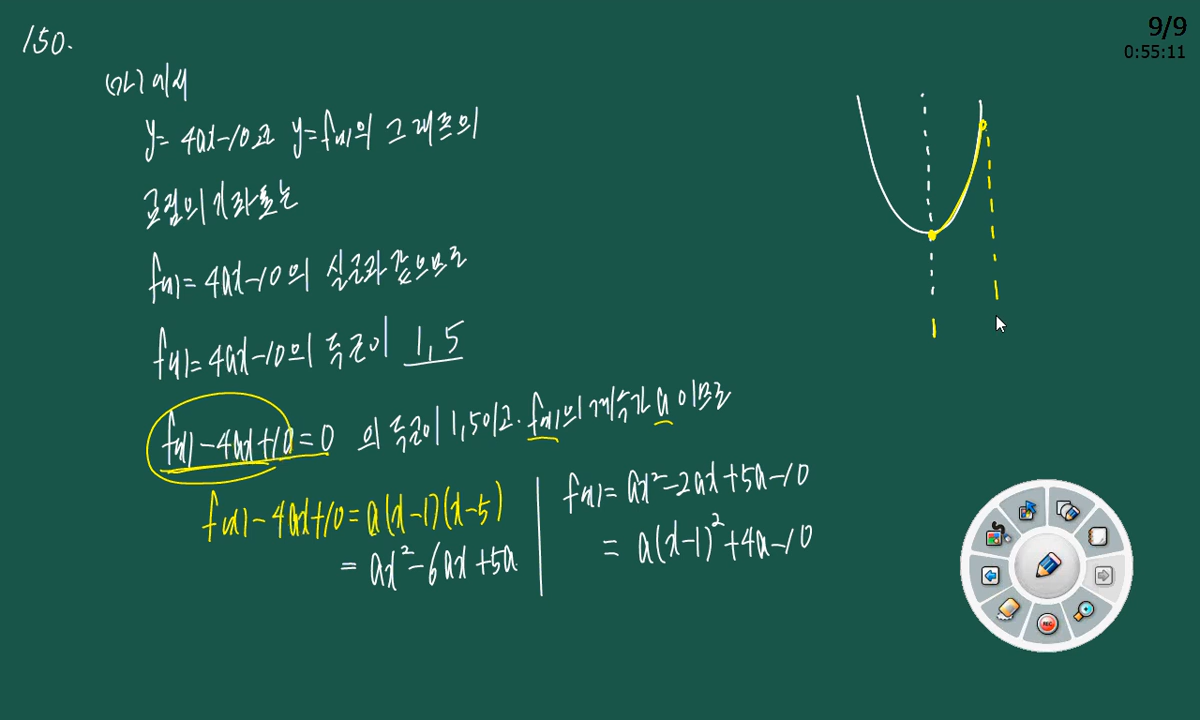 150.
9/9
0:55:11
(나)에서
y=4ax-10과 y=f(x)의 그래프의
교점의 x좌표는
f(x)=4ax-10의 실근과 같으므로
f(x)=4ax-10의 두근이 1, 5
f(x)-4ax+10=0 의 두근이 1, 5이고. f(x)의 계수가 a이므로
f(x)-4ax+10=a(x-1)(x-5)
=ax²-6ax+5a
f(x)=ax²-2ax+5a-10
=a(x-1)²+4a-10
1
REC